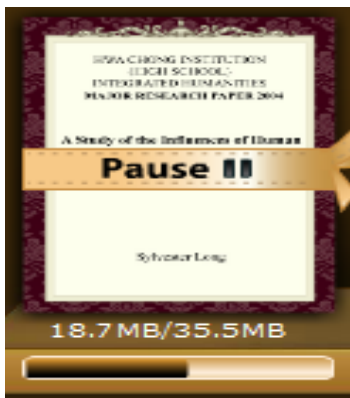 HWA CHONG INSTITUTION
(HIGH SCHOOL)
INTEGRATED HUMANITIES
MAJOR RESEARCH PAPER 2004
A Study of the Influences of Human
Pause
Sylvester Long
18.7MB/35.5MB